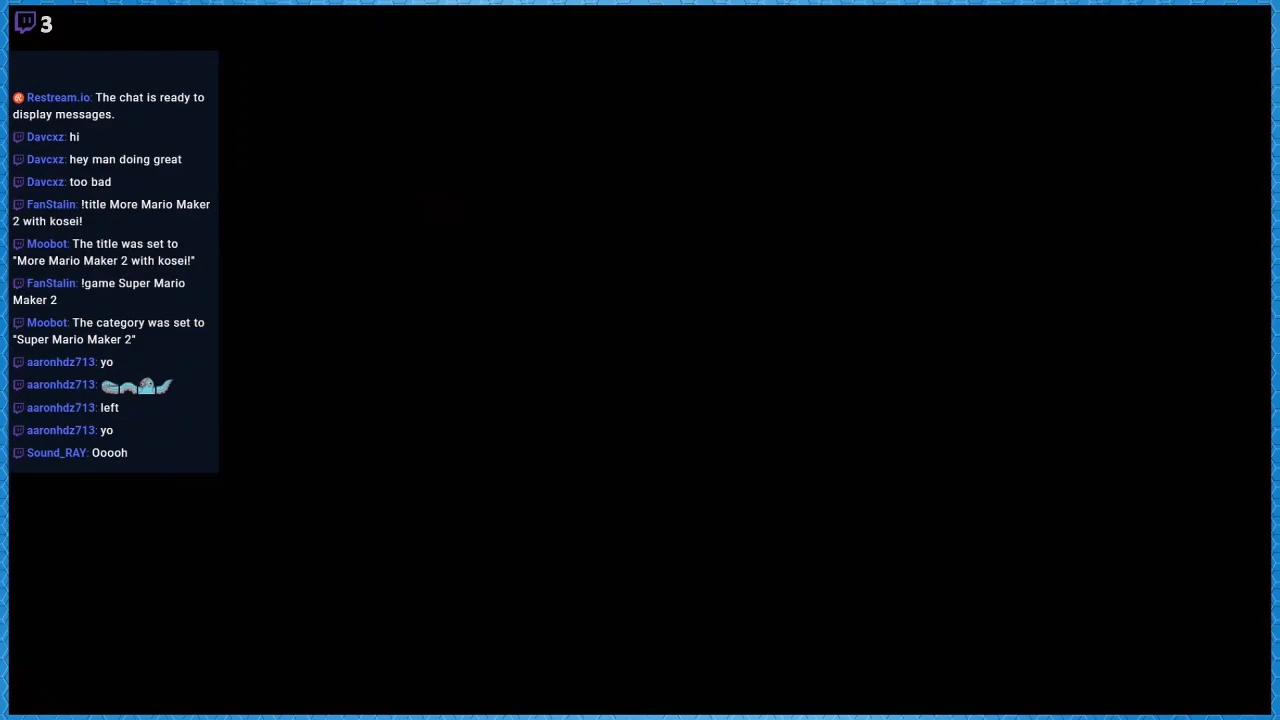 3
Restream.io: The chat is ready to
display messages.
Davcxz: hi
Davcxz: hey man doing great
Davcxz: too bad
FanStalin: !title More Mario Maker
2 with kosei!
Moobot: The title was set to
"More Mario Maker 2 with kosei!"
FanStalin: !game Super Mario
Maker 2
Moobot: The category was set to
"Super Mario Maker 2"
aaronhdz713: yo
aaronhdz713:
aaronhdz713: left
aaronhdz713: yo
Sound_RAY: Ooooh